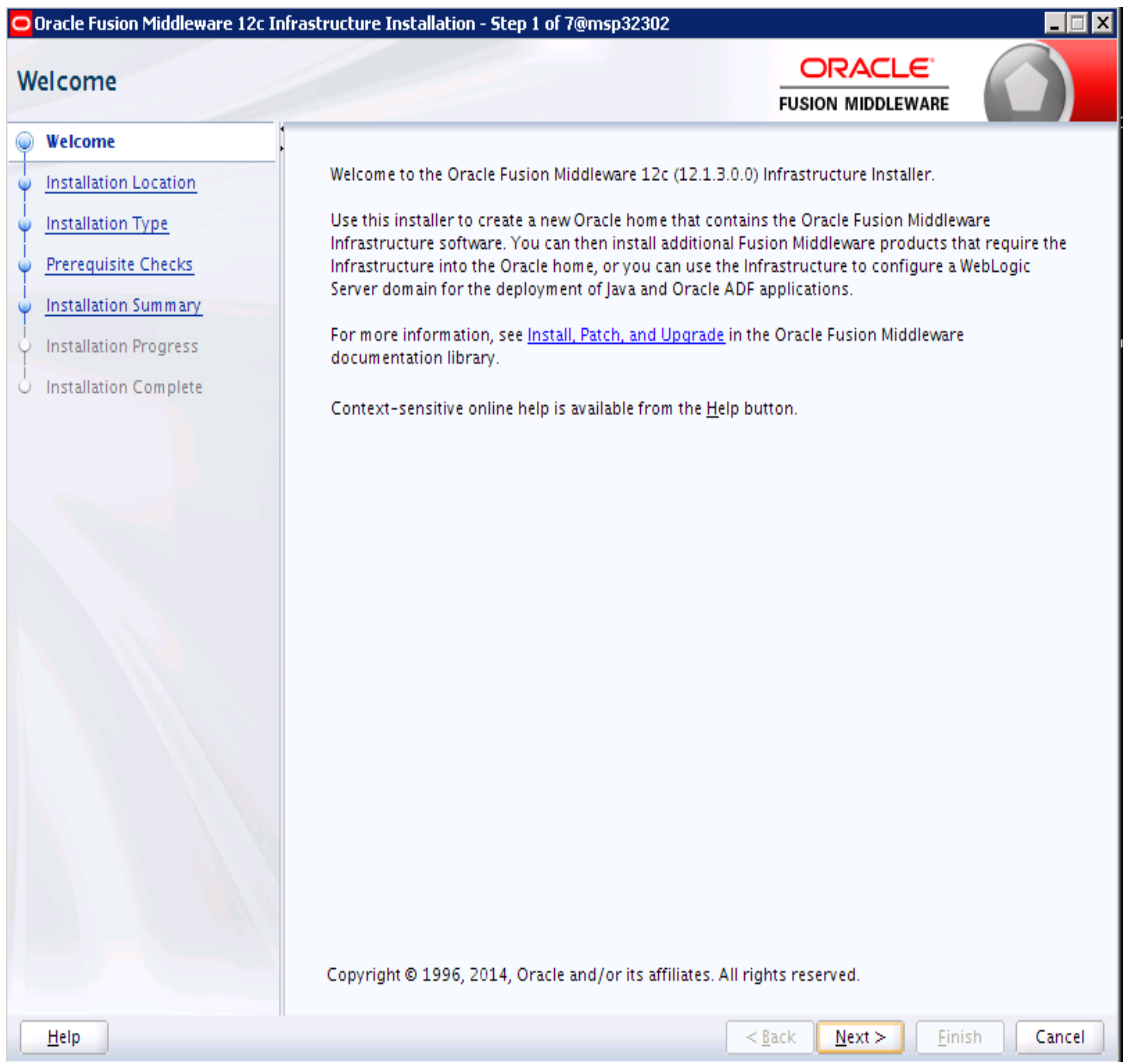 Oracle Fusion Middleware 12c Infrastructure Installation - Step 1 of 7@msp32302
Welcome
ORACLE®
FUSION MIDDLEWARE
Welcome
Installation Location
Installation Type
Prerequisite Checks
Installation Summary
Installation Progress
Installation Complete
Welcome to the Oracle Fusion Middleware 12c (12.1.3.0.0) Infrastructure Installer.
Use this installer to create a new Oracle home that contains the Oracle Fusion Middleware
Infrastructure software. You can then install additional Fusion Middleware products that require the
Infrastructure into the Oracle home, or you can use the Infrastructure to configure a WebLogic
Server domain for the deployment of Java and Oracle ADF applications.
For more information, see Install, Patch, and Upgrade in the Oracle Fusion Middleware
documentation library.
Context-sensitive online help is available from the Help button.
Copyright © 1996, 2014, Oracle and/or its affiliates. All rights reserved.
Help
< Back
Next >
Finish
Cancel